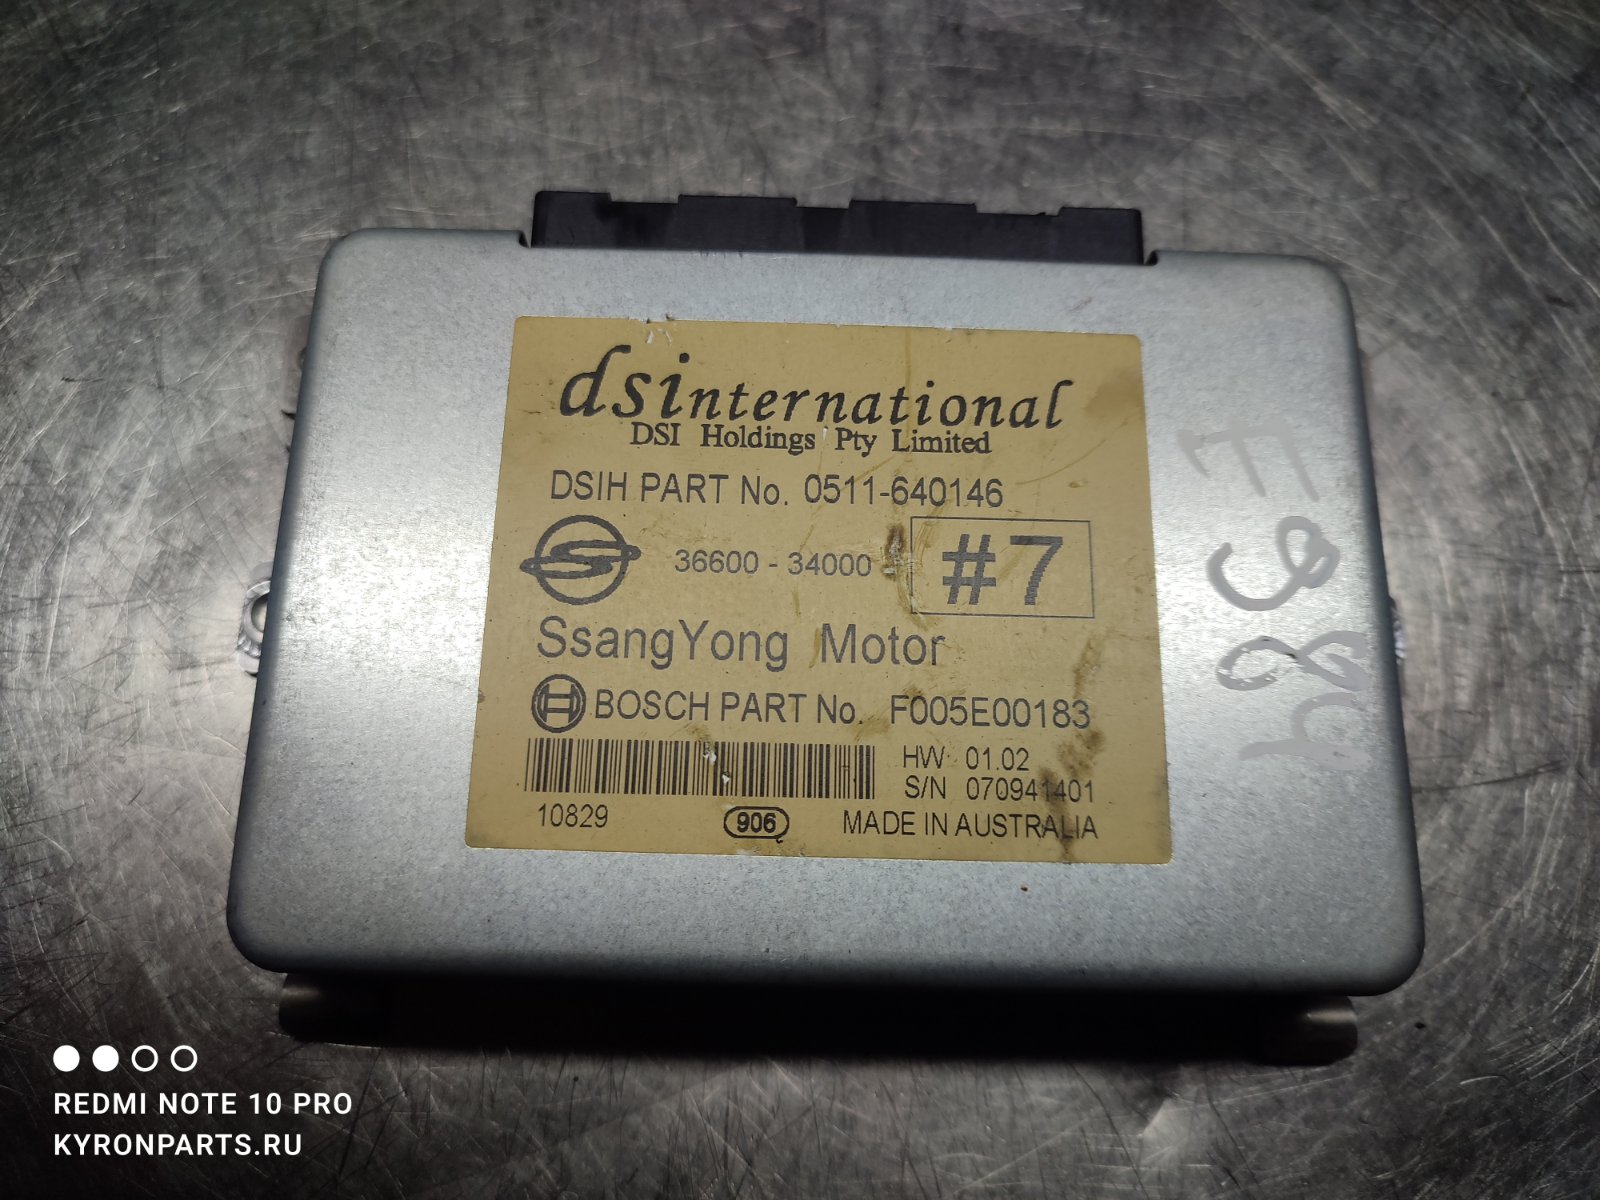 dsinternational
DSI Holdings Pty Limited
DSIH PART No. 0511-640146
36600 - 34000
#7
SsangYong Motor
BOSCH PART No. F005E00183
HW 01.02
S/N 070941401
10829
906
MADE IN AUSTRALIA
REDMI NOTE 10 PRO
KYRONPARTS.RU